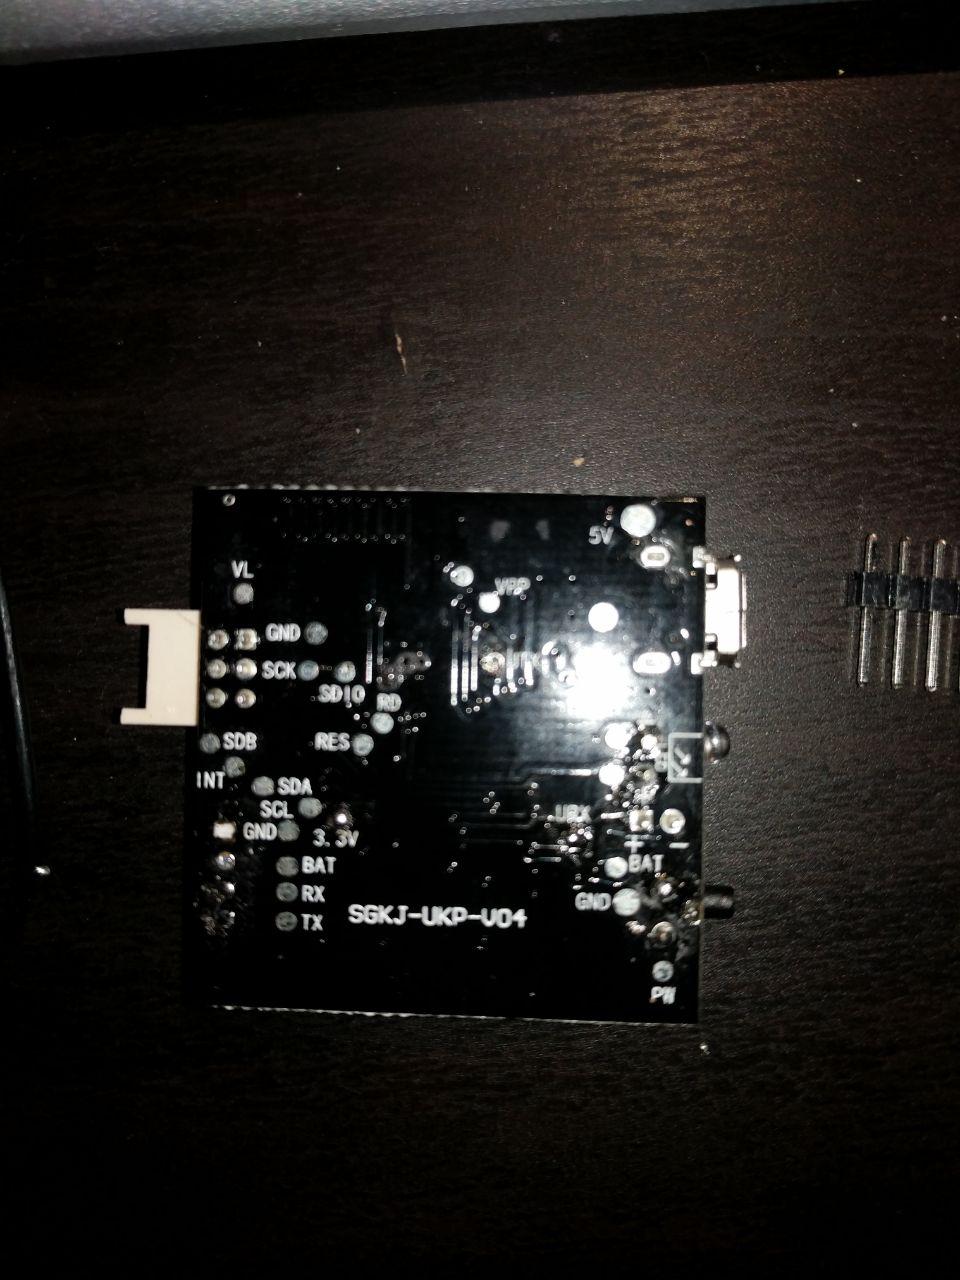 5V
VL
VPP
GND
SCK
SDIO
RD
SDB
RES
INT
SDA
SCL
GND
3.3V
+
-
BAT
BAT
RX
GND
TX
SGKJ-UKP-V04
PW